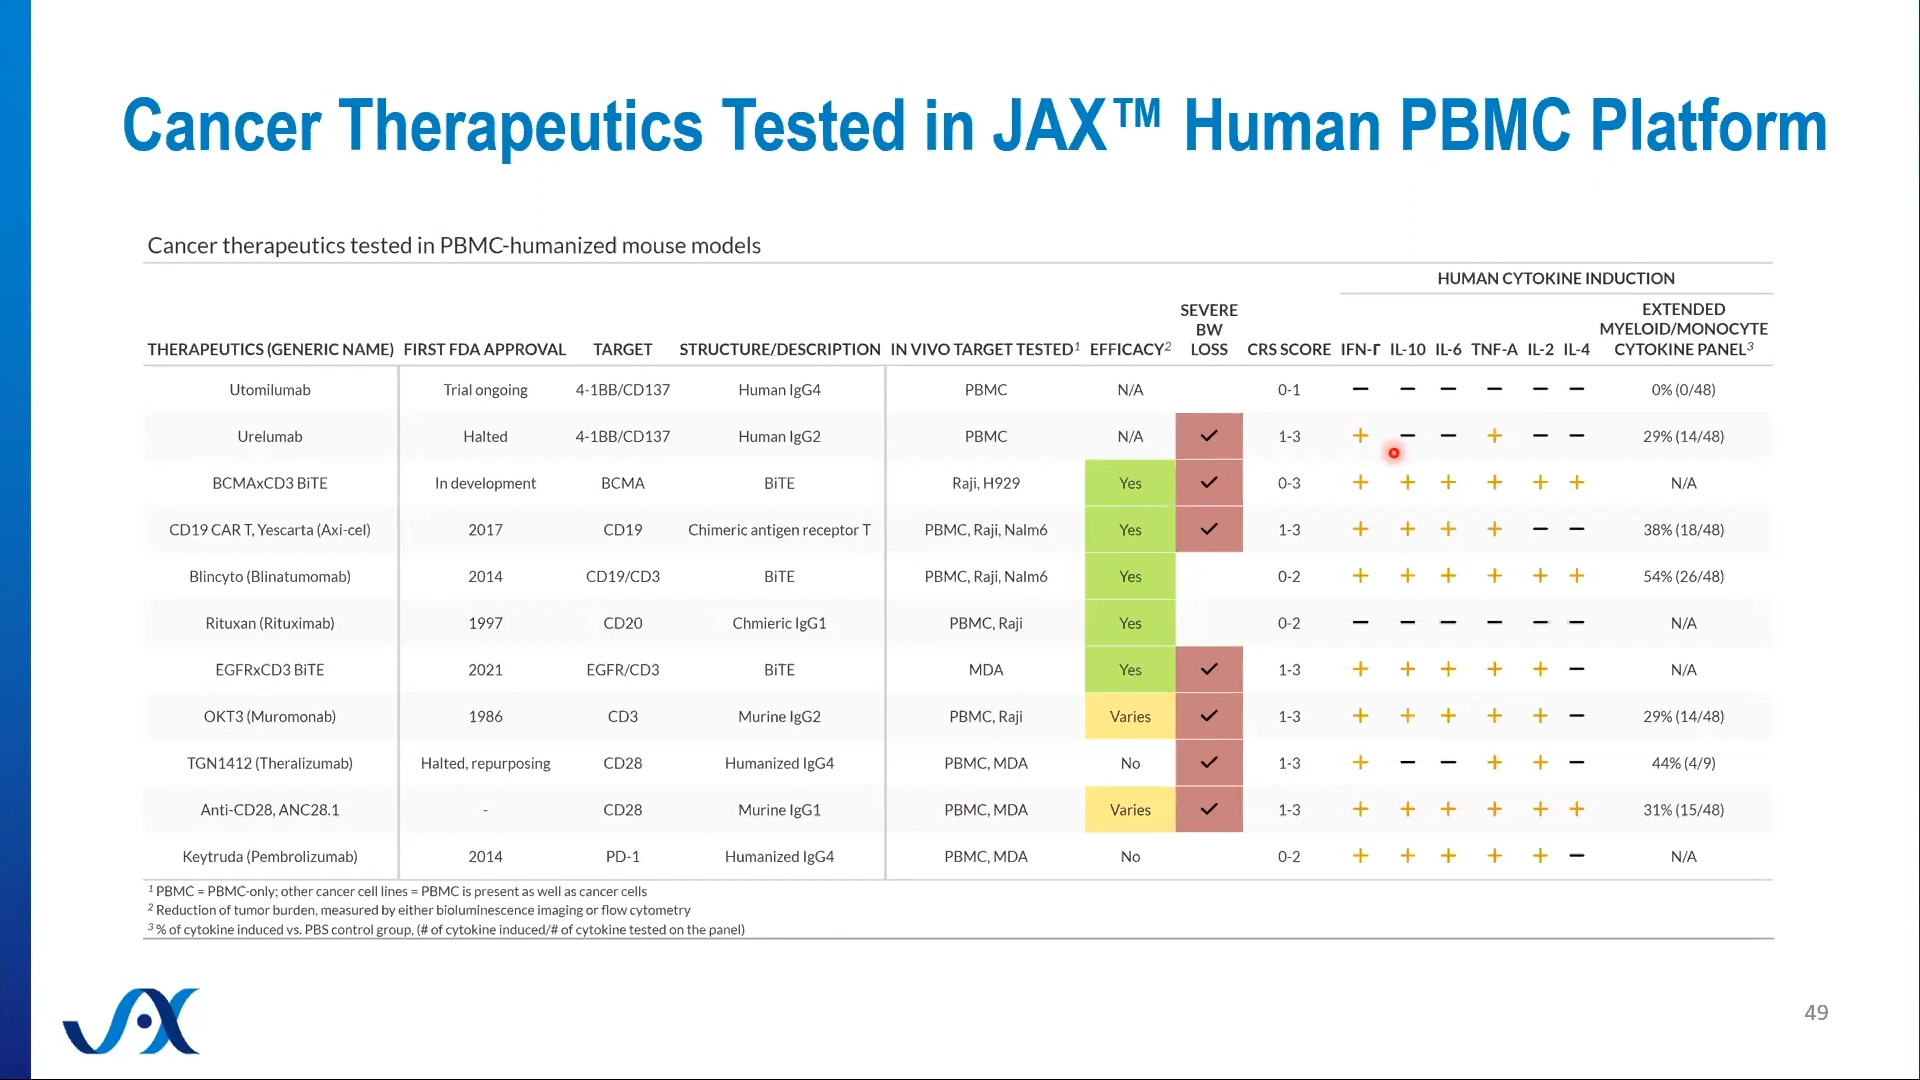 Cancer Therapeutics Tested in JAX™ Human PBMC Platform
Cancer therapeutics tested in PBMC-humanized mouse models
HUMAN CYTOKINE INDUCTION
THERAPEUTICS (GENERIC NAME) FIRST FDA APPROVAL TARGET STRUCTURE/DESCRIPTION IN VIVO TARGET TESTED¹ EFFICACY² SEVERE BW LOSS CRS SCORE IFN-Γ IL-10 IL-6 TNF-A IL-2 IL-4 EXTENDED MYELOID/MONOCYTE CYTOKINE PANEL³
Utomilumab Trial ongoing 4-1BB/CD137 Human IgG4 PBMC N/A 0-1 − − − − − − 0% (0/48)
Urelumab Halted 4-1BB/CD137 Human IgG2 PBMC N/A ✓ 1-3 + − − + − − 29% (14/48)
BCMAxCD3 BiTE In development BCMA BiTE Raji, H929 Yes ✓ 0-3 + + + + + + N/A
CD19 CAR T, Yescarta (Axi-cel) 2017 CD19 Chimeric antigen receptor T PBMC, Raji, Nalm6 Yes ✓ 1-3 + + + + − − 38% (18/48)
Blincyto (Blinatumomab) 2014 CD19/CD3 BiTE PBMC, Raji, Nalm6 Yes 0-2 + + + + + + 54% (26/48)
Rituxan (Rituximab) 1997 CD20 Chmieric IgG1 PBMC, Raji Yes 0-2 − − − − − − N/A
EGFRxCD3 BiTE 2021 EGFR/CD3 BiTE MDA Yes ✓ 1-3 + + + + + − N/A
OKT3 (Muromonab) 1986 CD3 Murine IgG2 PBMC, Raji Varies ✓ 1-3 + + + + + − 29% (14/48)
TGN1412 (Theralizumab) Halted, repurposing CD28 Humanized IgG4 PBMC, MDA No ✓ 1-3 + − − + + − 44% (4/9)
Anti-CD28, ANC28.1 - CD28 Murine IgG1 PBMC, MDA Varies ✓ 1-3 + + + + + + 31% (15/48)
Keytruda (Pembrolizumab) 2014 PD-1 Humanized IgG4 PBMC, MDA No 0-2 + + + + + − N/A
¹ PBMC = PBMC-only; other cancer cell lines = PBMC is present as well as cancer cells
² Reduction of tumor burden, measured by either bioluminescence imaging or flow cytometry
³ % of cytokine induced vs. PBS control group, (# of cytokine induced/# of cytokine tested on the panel)
JAX
49